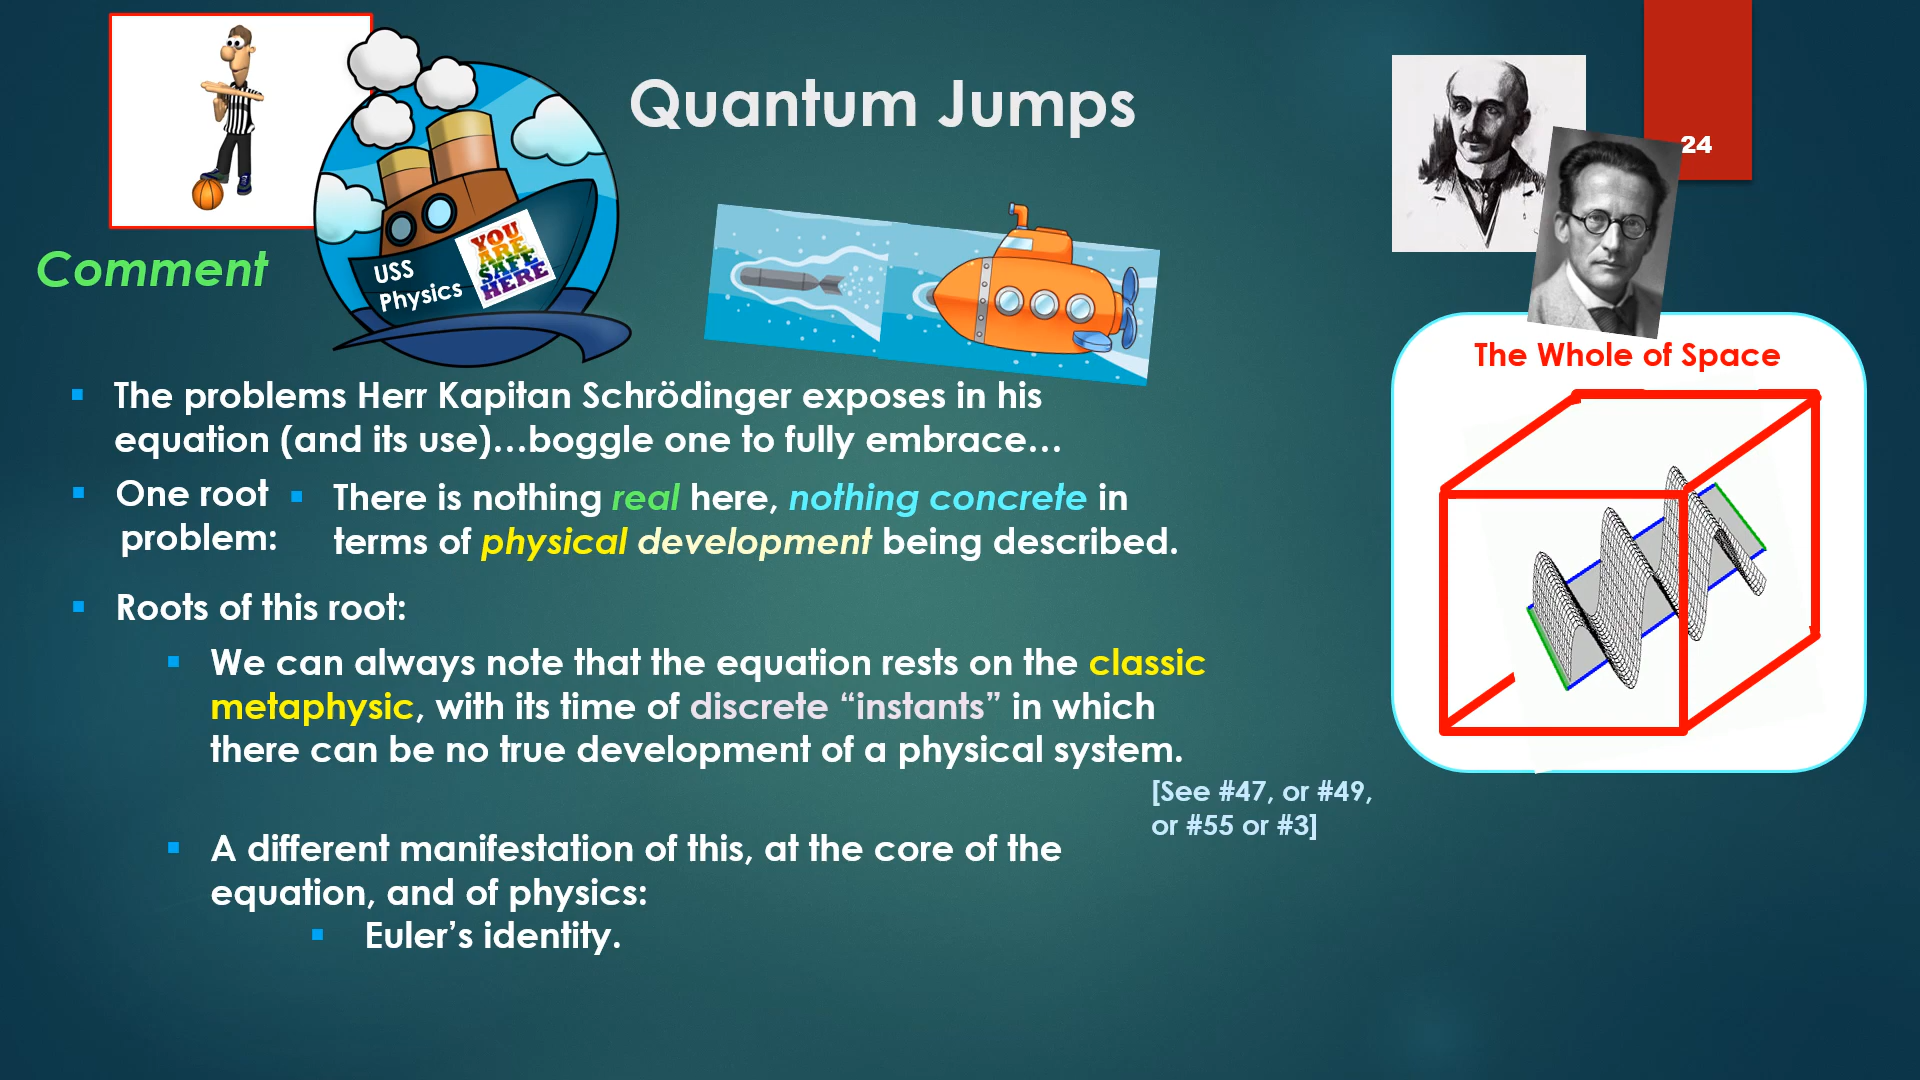 Quantum Jumps
24
Comment
USS
Physics
YOU
ARE
SAFE
HERE
The Whole of Space
The problems Herr Kapitan Schrödinger exposes in his
equation (and its use)…boggle one to fully embrace…
One root
problem:
There is nothing real here, nothing concrete in
terms of physical development being described.
Roots of this root:
We can always note that the equation rests on the classic
metaphysic, with its time of discrete “instants” in which
there can be no true development of a physical system.
[See #47, or #49,
or #55 or #3]
A different manifestation of this, at the core of the
equation, and of physics:
Euler’s identity.